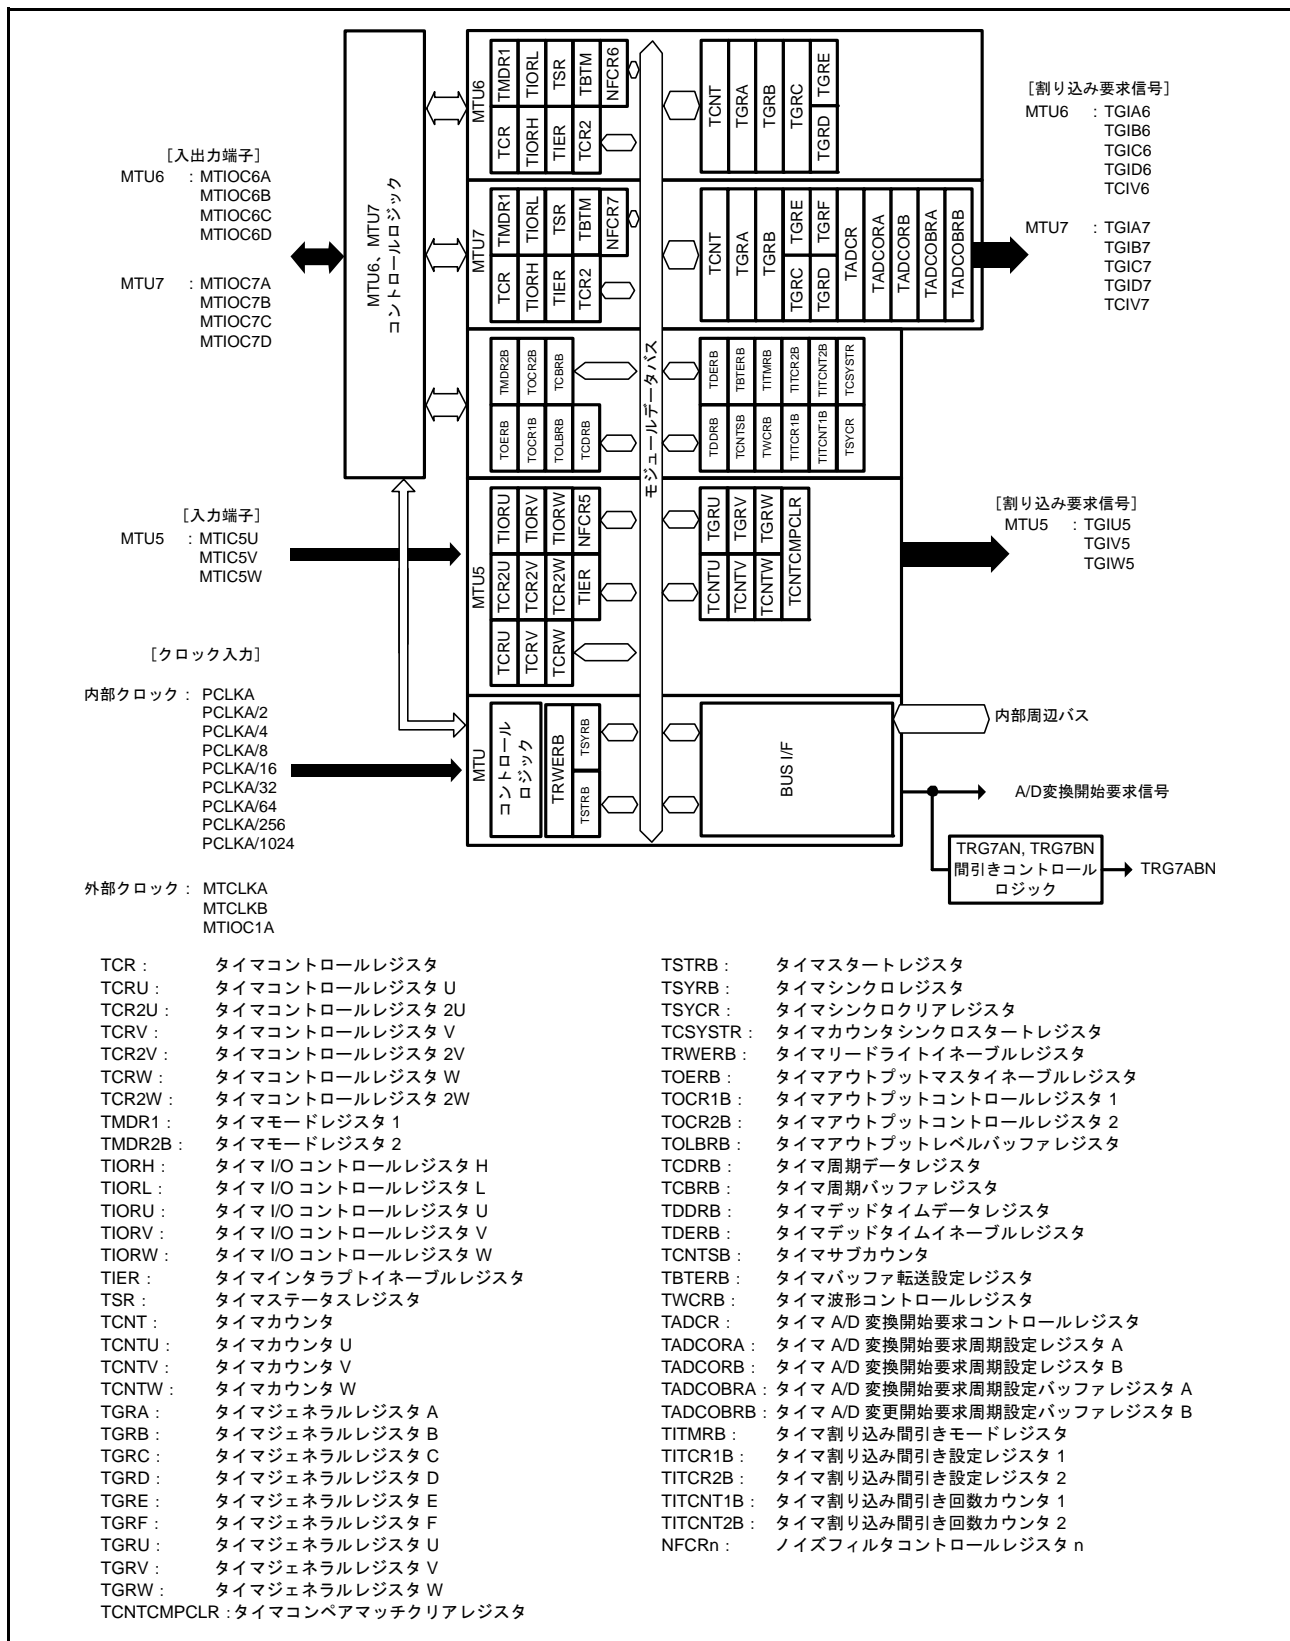 [入出力端子]
MTU6 : MTIOC6A
MTIOC6B
MTIOC6C
MTIOC6D
MTU7 : MTIOC7A
MTIOC7B
MTIOC7C
MTIOC7D
[入力端子]
MTU5 : MTIC5U
MTIC5V
MTIC5W
[クロック入力]
内部クロック : PCLKA
PCLKA/2
PCLKA/4
PCLKA/8
PCLKA/16
PCLKA/32
PCLKA/64
PCLKA/256
PCLKA/1024
外部クロック : MTCLKA
MTCLKB
MTIOC1A
MTU6、MTU7
コントロールロジック
MTU6
TCR
TMDR1
TIORH
TIORL
TIER
TSR
TCR2
TBTM
NFCR6
TCNT
TGRA
TGRB
TGRC
TGRD
TGRE
MTU7
TCR
TMDR1
TIORH
TIORL
TIER
TSR
TCR2
TBTM
NFCR7
TCNT
TGRA
TGRB
TGRC
TGRE
TGRD
TGRF
TADCR
TADCORA
TADCORB
TADCOBRA
TADCOBRB
TOERB
TMDR2B
TOCR1B
TOCR2B
TOLBRB
TCBRB
TCDRB
TDDRB
TDERB
TCNTSB
TBTERB
TWCRB
TITMRB
TITCR1B
TITCR2B
TITCNT1B
TITCNT2B
TSYCR
TCSYSTR
モジュールデータバス
MTU5
TCRU
TCR2U
TIORU
TCRV
TCR2V
TIORV
TCRW
TCR2W
TIORW
TIER
NFCR5
TCNTU
TGRU
TCNTV
TGRV
TCNTW
TGRW
TCNTCMPCLR
MTU
コントロール
ロジック
TRWERB
TSTRB
TSYRB
BUS I/F
[割り込み要求信号]
MTU6 : TGIA6
TGIB6
TGIC6
TGID6
TCIV6
MTU7 : TGIA7
TGIB7
TGIC7
TGID7
TCIV7
[割り込み要求信号]
MTU5 : TGIU5
TGIV5
TGIW5
内部周辺バス
A/D変換開始要求信号
TRG7AN, TRG7BN
間引きコントロール
ロジック
TRG7ABN
TCR : タイマコントロールレジスタ
TCRU : タイマコントロールレジスタ U
TCR2U : タイマコントロールレジスタ 2U
TCRV : タイマコントロールレジスタ V
TCR2V : タイマコントロールレジスタ 2V
TCRW : タイマコントロールレジスタ W
TCR2W : タイマコントロールレジスタ 2W
TMDR1 : タイマモードレジスタ 1
TMDR2B : タイマモードレジスタ 2
TIORH : タイマ I/O コントロールレジスタ H
TIORL : タイマ I/O コントロールレジスタ L
TIORU : タイマ I/O コントロールレジスタ U
TIORV : タイマ I/O コントロールレジスタ V
TIORW : タイマ I/O コントロールレジスタ W
TIER : タイマインタラプトイネーブルレジスタ
TSR : タイマステータスレジスタ
TCNT : タイマカウンタ
TCNTU : タイマカウンタ U
TCNTV : タイマカウンタ V
TCNTW : タイマカウンタ W
TGRA : タイマジェネラルレジスタ A
TGRB : タイマジェネラルレジスタ B
TGRC : タイマジェネラルレジスタ C
TGRD : タイマジェネラルレジスタ D
TGRE : タイマジェネラルレジスタ E
TGRF : タイマジェネラルレジスタ F
TGRU : タイマジェネラルレジスタ U
TGRV : タイマジェネラルレジスタ V
TGRW : タイマジェネラルレジスタ W
TCNTCMPCLR : タイマコンペアマッチクリアレジスタ
TSTRB : タイマスタートレジスタ
TSYRB : タイマシンクロレジスタ
TSYCR : タイマシンクロクリアレジスタ
TCSYSTR : タイマカウンタシンクロスタートレジスタ
TRWERB : タイマリードライトイネーブルレジスタ
TOERB : タイマアウトプットマスタイネーブルレジスタ
TOCR1B : タイマアウトプットコントロールレジスタ 1
TOCR2B : タイマアウトプットコントロールレジスタ 2
TOLBRB : タイマアウトプットレベルバッファレジスタ
TCDRB : タイマ周期データレジスタ
TCBRB : タイマ周期バッファレジスタ
TDDRB : タイマデッドタイムデータレジスタ
TDERB : タイマデッドタイムイネーブルレジスタ
TCNTSB : タイマサブカウンタ
TBTERB : タイマバッファ転送設定レジスタ
TWCRB : タイマ波形コントロールレジスタ
TADCR : タイマ A/D 変換開始要求コントロールレジスタ
TADCORA : タイマ A/D 変換開始要求周期設定レジスタ A
TADCORB : タイマ A/D 変換開始要求周期設定レジスタ B
TADCOBRA : タイマ A/D 変換開始要求周期設定バッファレジスタ A
TADCOBRB : タイマ A/D 変更開始要求周期設定バッファレジスタ B
TITMRB : タイマ割り込み間引きモードレジスタ
TITCR1B : タイマ割り込み間引き設定レジスタ 1
TITCR2B : タイマ割り込み間引き設定レジスタ 2
TITCNT1B : タイマ割り込み間引き回数カウンタ 1
TITCNT2B : タイマ割り込み間引き回数カウンタ 2
NFCRn : ノイズフィルタコントロールレジスタ n